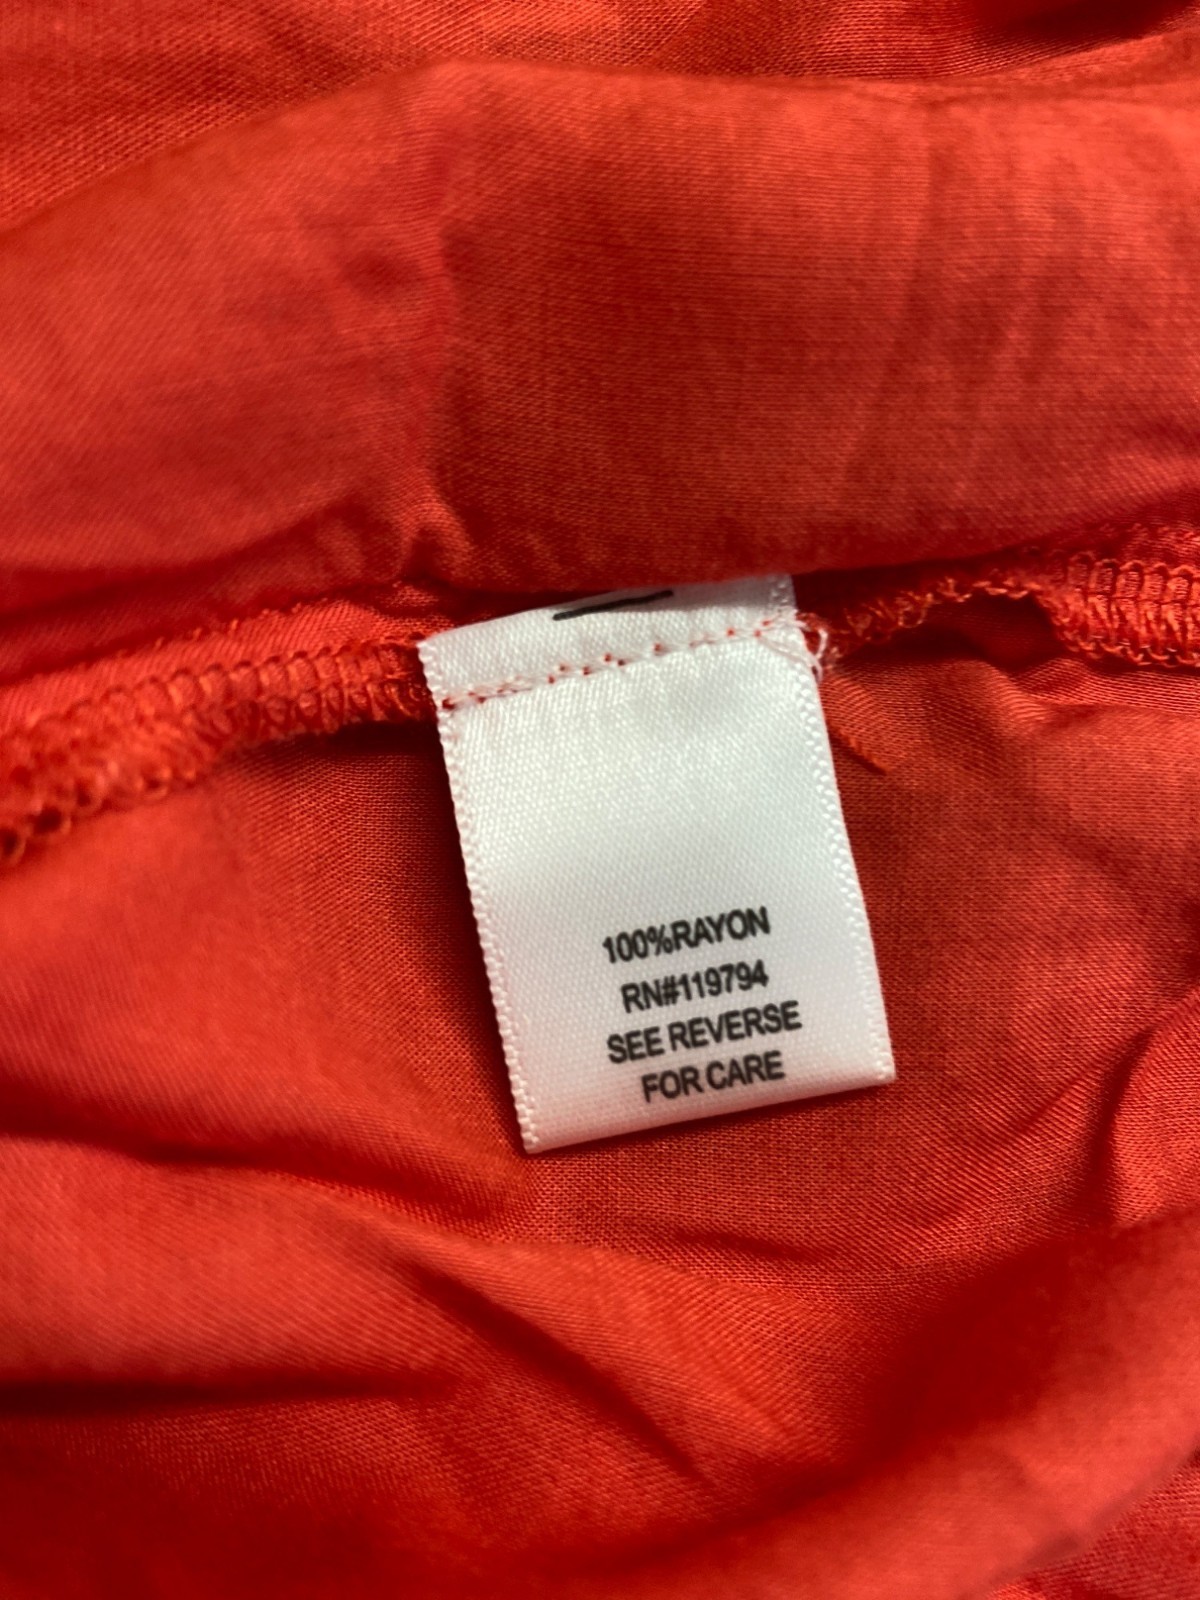 100%RAYON
RN#119794
SEE REVERSE
FOR CARE